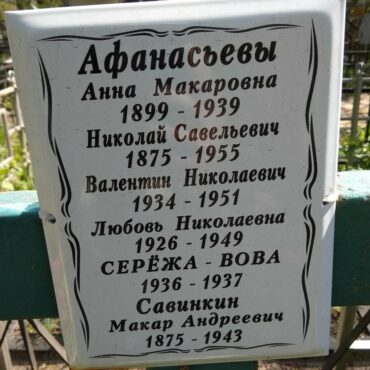 Афанасьевы
Анна Макаровна
1899 - 1939
Николай Савельевич
1875 - 1955
Валентин Николаевич
1934 - 1951
Любовь Николаевна
1926 - 1949
СЕРЁЖА - ВОВА
1936 - 1937
Савинкин
Макар Андреевич
1875 - 1943